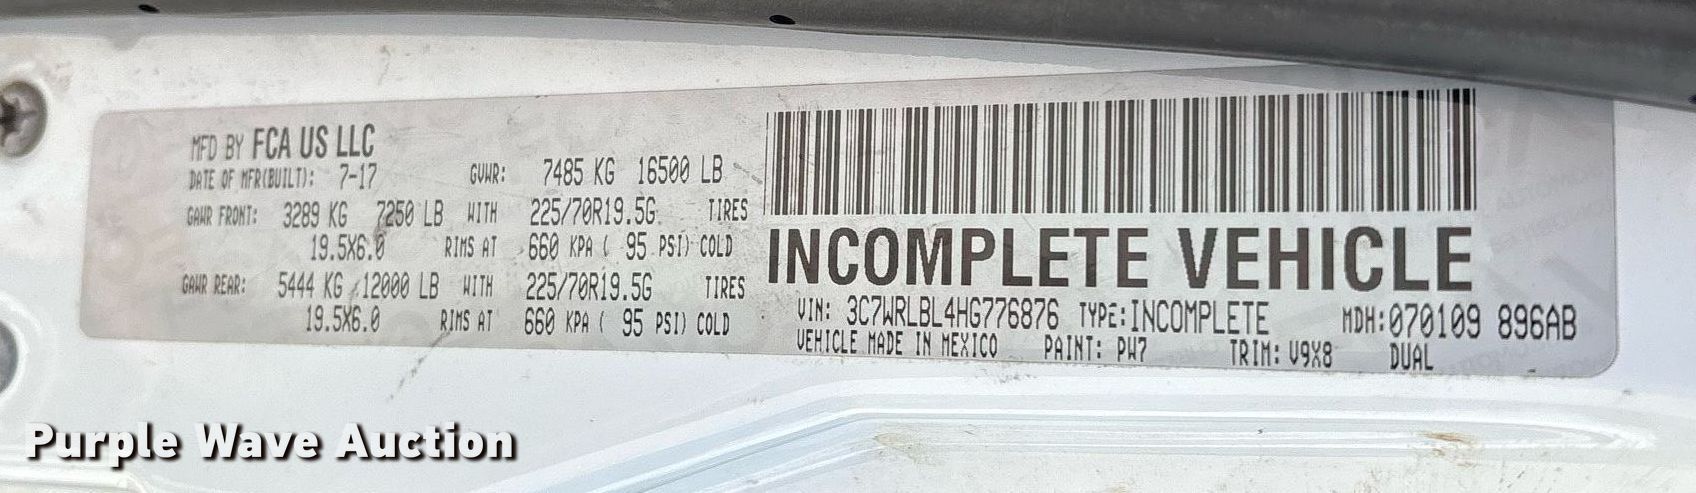 MFD BY FCA US LLC
DATE OF MFR(BUILT): 7-17 GVWR: 7485 KG 16500 LB
GAWR FRONT: 3289 KG 7250 LB WITH 225/70R19.5G TIRES
19.5X6.0 RIMS AT 660 KPA ( 95 PSI) COLD
GAWR REAR: 5444 KG 12000 LB WITH 225/70R19.5G TIRES
19.5X6.0 RIMS AT 660 KPA ( 95 PSI) COLD
INCOMPLETE VEHICLE
VIN: 3C7WRLBL4HG776876 TYPE:INCOMPLETE MDH:070109 896AB
VEHICLE MADE IN MEXICO PAINT: PW7 TRIM: V9X8 DUAL
Purple Wave Auction